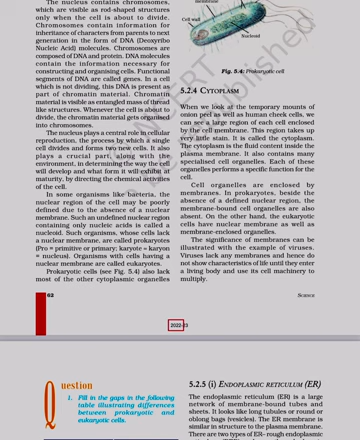 The nucleus contains chromosomes,
which are visible as rod-shaped structures
only when the cell is about to divide.
Chromosomes contain information for
inheritance of characters from parents to next
generation in the form of DNA (Deoxyribo
Nucleic Acid) molecules. Chromosomes are
composed of DNA and protein. DNA molecules
contain the information necessary for
constructing and organising cells. Functional
segments of DNA are called genes. In a cell
which is not dividing, this DNA is present as
part of chromatin material. Chromatin
material is visible as entangled mass of thread
like structures. Whenever the cell is about to
divide, the chromatin material gets organised
into chromosomes.
The nucleus plays a central role in cellular
reproduction, the process by which a single
cell divides and forms two new cells. It also
plays a crucial part, along with the
environment, in determining the way the cell
will develop and what form it will exhibit at
maturity, by directing the chemical activities
of the cell.
In some organisms like bacteria, the
nuclear region of the cell may be poorly
defined due to the absence of a nuclear
membrane. Such an undefined nuclear region
containing only nucleic acids is called a
nucleoid. Such organisms, whose cells lack
a nuclear membrane, are called prokaryotes
(Pro = primitive or primary; karyote ≈ karyon
= nucleus). Organisms with cells having a
nuclear membrane are called eukaryotes.
Prokaryotic cells (see Fig. 5.4) also lack
most of the other cytoplasmic organelles
membrane
Cell wall
Nucleoid
Fig. 5.4: Prokaryotic cell
5.2.4 CYTOPLASM
When we look at the temporary mounts of
onion peel as well as human cheek cells, we
can see a large region of each cell enclosed
by the cell membrane. This region takes up
very little stain. It is called the cytoplasm.
The cytoplasm is the fluid content inside the
plasma membrane. It also contains many
specialised cell organelles. Each of these
organelles performs a specific function for the
cell.
Cell organelles are enclosed by
membranes. In prokaryotes, beside the
absence of a defined nuclear region, the
membrane-bound cell organelles are also
absent. On the other hand, the eukaryotic
cells have nuclear membrane as well as
membrane-enclosed organelles.
The significance of membranes can be
illustrated with the example of viruses.
Viruses lack any membranes and hence do
not show characteristics of life until they enter
a living body and use its cell machinery to
multiply.
62
SCIENCE
2022-23
Question
1. Fill in the gaps in the following
table illustrating differences
between prokaryotic and
eukaryotic cells.
5.2.5 (i) ENDOPLASMIC RETICULUM (ER)
The endoplasmic reticulum (ER) is a large
network of membrane-bound tubes and
sheets. It looks like long tubules or round or
oblong bags (vesicles). The ER membrane is
similar in structure to the plasma membrane.
There are two types of ER– rough endoplasmic